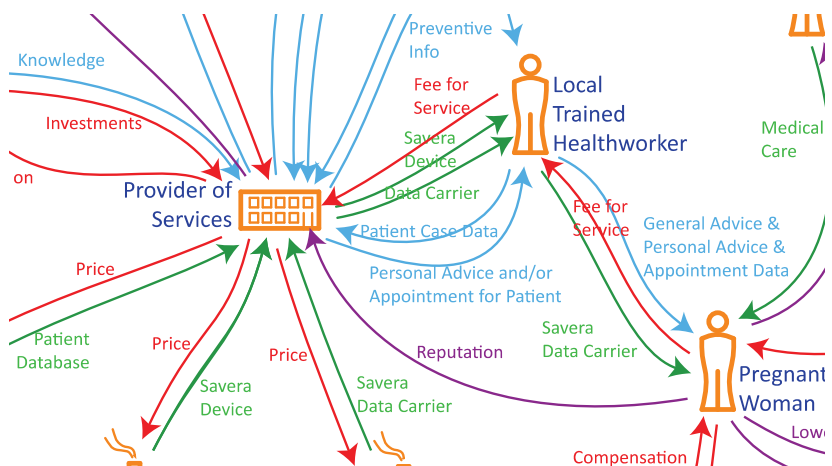 Preventive
Info
Knowledge
Fee for
Service
Local
Trained
Healthworker
Investments
Savera
Device
Medical
Care
on
Provider of
Services
Data Carrier
Fee for
Service
Patient Case Data
General Advice &
Personal Advice &
Appointment Data
Price
Personal Advice and/or
Appointment for Patient
Patient
Database
Price
Price
Savera
Data Carrier
Reputation
Savera
Device
Savera
Data Carrier
Pregnant
Woman
Lowe
Compensation